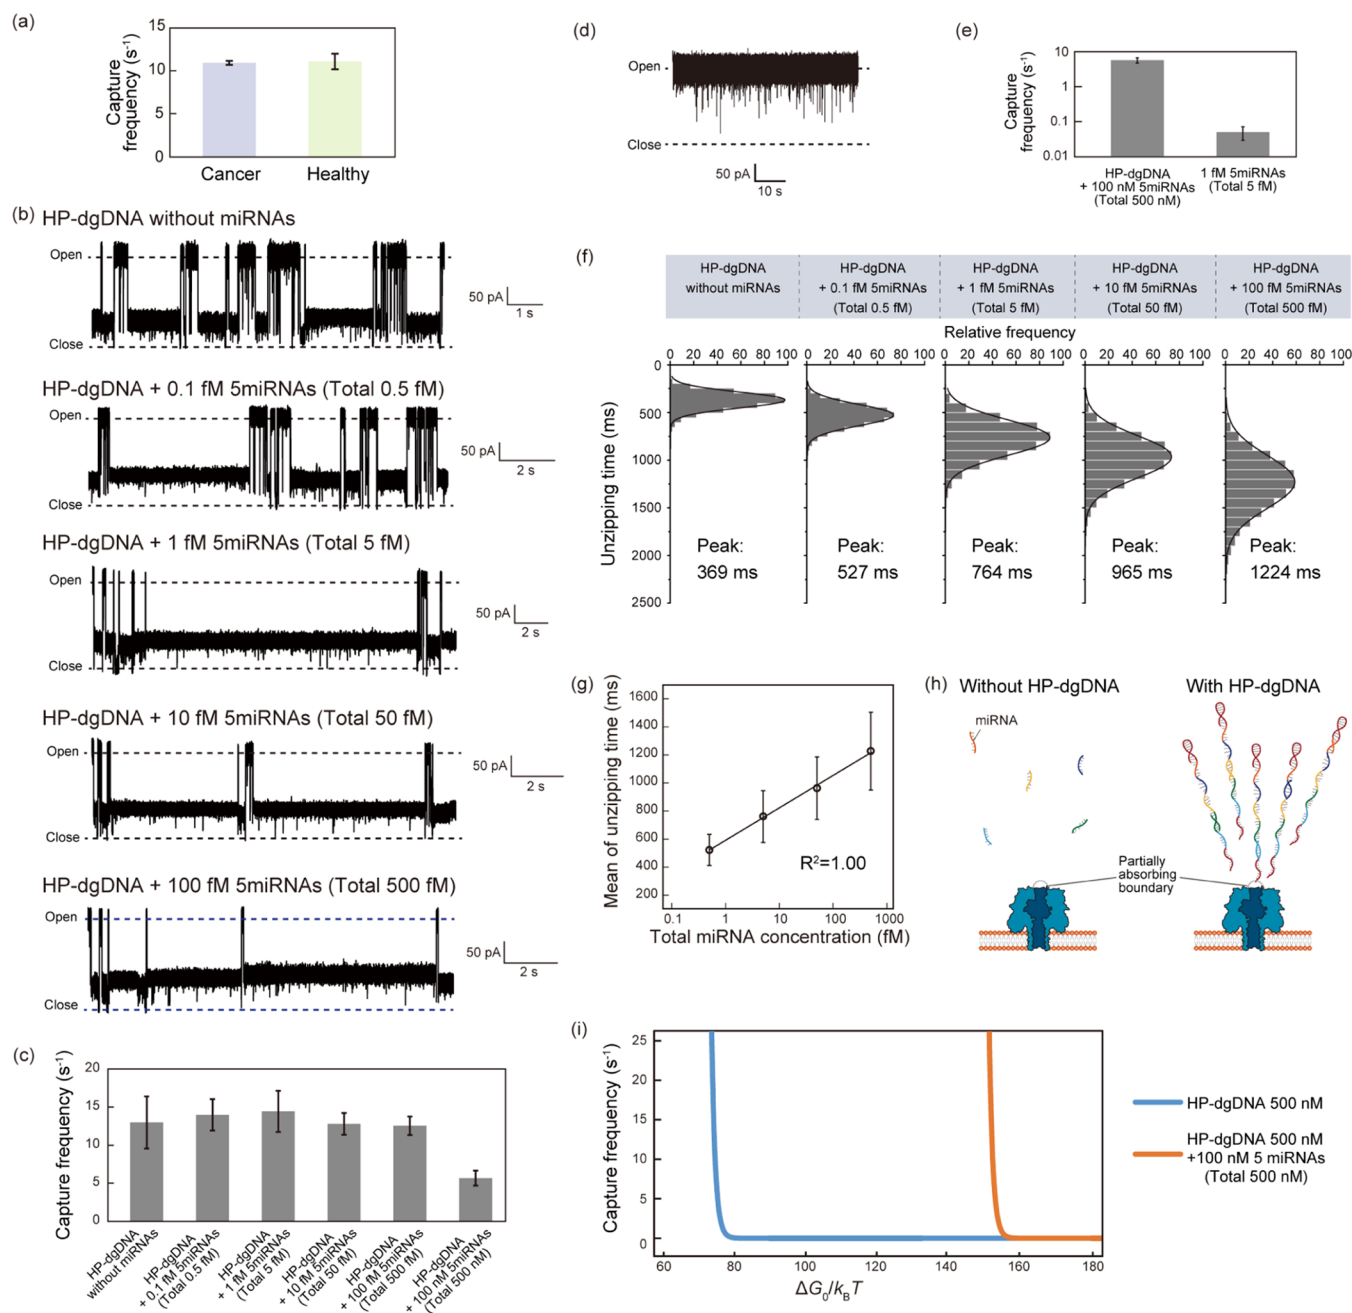 (a)
Capture
frequency (s-1)
15
10
5
0
Cancer
Healthy
(b)
HP-dgDNA without miRNAs
Open
Close
50 pA
1 s
HP-dgDNA + 0.1 fM 5miRNAs (Total 0.5 fM)
Open
Close
50 pA
2 s
HP-dgDNA + 1 fM 5miRNAs (Total 5 fM)
Open
Close
50 pA
2 s
HP-dgDNA + 10 fM 5miRNAs (Total 50 fM)
Open
Close
50 pA
2 s
HP-dgDNA + 100 fM 5miRNAs (Total 500 fM)
Open
Close
50 pA
2 s
(c)
Capture frequency (s-1)
20
15
10
5
0
HP-dgDNA
without miRNAs
HP-dgDNA
+ 0.1 fM 5miRNAs
(Total 0.5 fM)
HP-dgDNA
+ 1 fM 5miRNAs
(Total 5 fM)
HP-dgDNA
+ 10 fM 5miRNAs
(Total 50 fM)
HP-dgDNA
+ 100 fM 5miRNAs
(Total 500 fM)
HP-dgDNA
+ 100 nM 5miRNAs
(Total 500 nM)
(d)
Open
Close
50 pA
10 s
(e)
Capture
frequency (s-1)
10
1
0.1
0.01
HP-dgDNA
+ 100 nM 5miRNAs
(Total 500 nM)
1 fM 5miRNAs
(Total 5 fM)
(f)
HP-dgDNA
without miRNAs
HP-dgDNA
+ 0.1 fM 5miRNAs
(Total 0.5 fM)
HP-dgDNA
+ 1 fM 5miRNAs
(Total 5 fM)
HP-dgDNA
+ 10 fM 5miRNAs
(Total 50 fM)
HP-dgDNA
+ 100 fM 5miRNAs
(Total 500 fM)
Relative frequency
0 20 40 60 80 100
0 20 40 60 80 100
0 20 40 60 80 100
0 20 40 60 80 100
0 20 40 60 80 100
Unzipping time (ms)
0
500
1000
1500
2000
2500
Peak:
369 ms
Peak:
527 ms
Peak:
764 ms
Peak:
965 ms
Peak:
1224 ms
(g)
Mean of unzipping time (ms)
1600
1400
1200
1000
800
600
400
200
R2=1.00
0.1 1 10 100 1000
Total miRNA concentration (fM)
(h)
Without HP-dgDNA
With HP-dgDNA
miRNA
Partially
absorbing
boundary
(i)
Capture frequency (s-1)
25
20
15
10
5
0
60 80 100 120 140 160 180
ΔG0/kBT
HP-dgDNA 500 nM
HP-dgDNA 500 nM
+100 nM 5 miRNAs
(Total 500 nM)